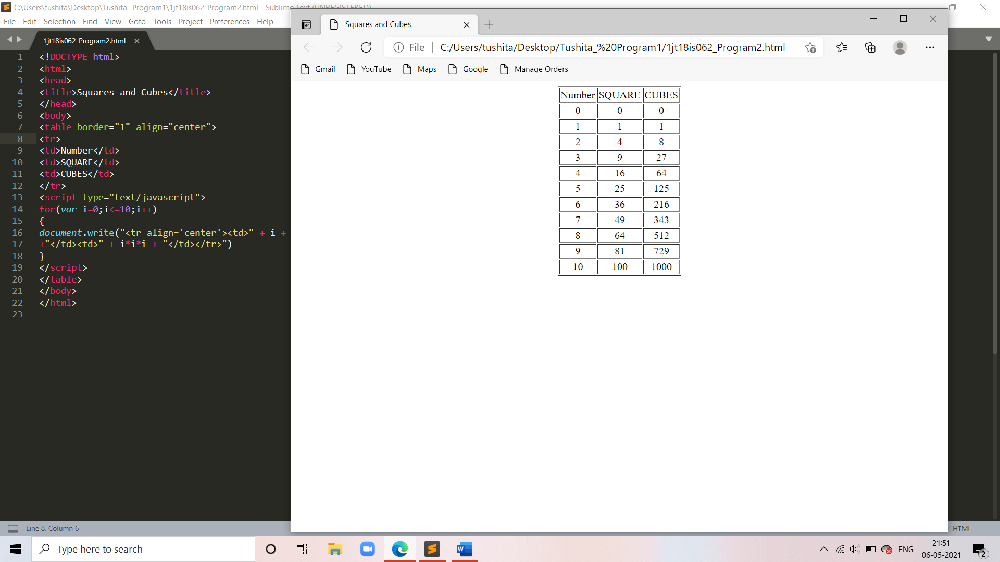 C:\Users\tushita\Desktop\Tushita_ Program1\1jt18is062_Program2.html - Sublime Text (UNREGISTERED)
File Edit Selection Find View Goto Tools Project Preferences Help
1jt18is062_Program2.html
1 <!DOCTYPE html>
2 <html>
3 <head>
4 <title>Squares and Cubes</title>
5 </head>
6 <body>
7 <table border="1" align="center">
8 <tr>
9 <td>Number</td>
10 <td>SQUARE</td>
11 <td>CUBES</td>
12 </tr>
13 <script type="text/javascript">
14 for(var i=0;i<=10;i++)
15 {
16 document.write("<tr align='center'><td>" + i +
17 +"</td><td>" + i*i*i + "</td></tr>")
18 }
19 </script>
20 </table>
21 </body>
22 </html>
23
Line 8, Column 6
HTML
Squares and Cubes
File | C:/Users/tushita/Desktop/Tushita_%20Program1/1jt18is062_Program2.html
Gmail YouTube Maps Google Manage Orders
Number SQUARE CUBES
0 0 0
1 1 1
2 4 8
3 9 27
4 16 64
5 25 125
6 36 216
7 49 343
8 64 512
9 81 729
10 100 1000
Type here to search
ENG
21:51
06-05-2021
2